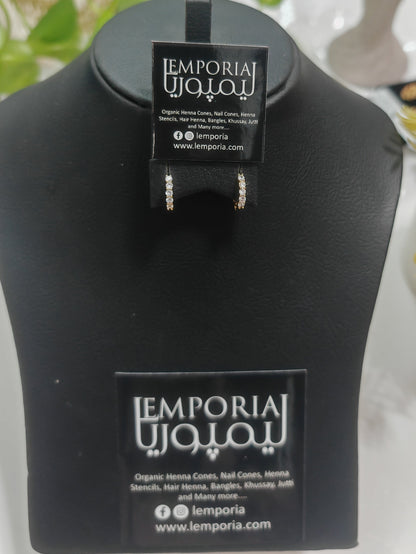 LEMPORIA
ليمپوريا
Organic Henna Cones, Nail Cones, Henna
Stencils, Hair Henna, Bangles, Khussay, Jutti
and Many more....
lemporia
www.lemporia.com
LEMPORIA
ليمپوريا
Organic Henna Cones, Nail Cones, Henna
Stencils, Hair Henna, Bangles, Khussay, Jutti
and Many more....
lemporia
www.lemporia.com